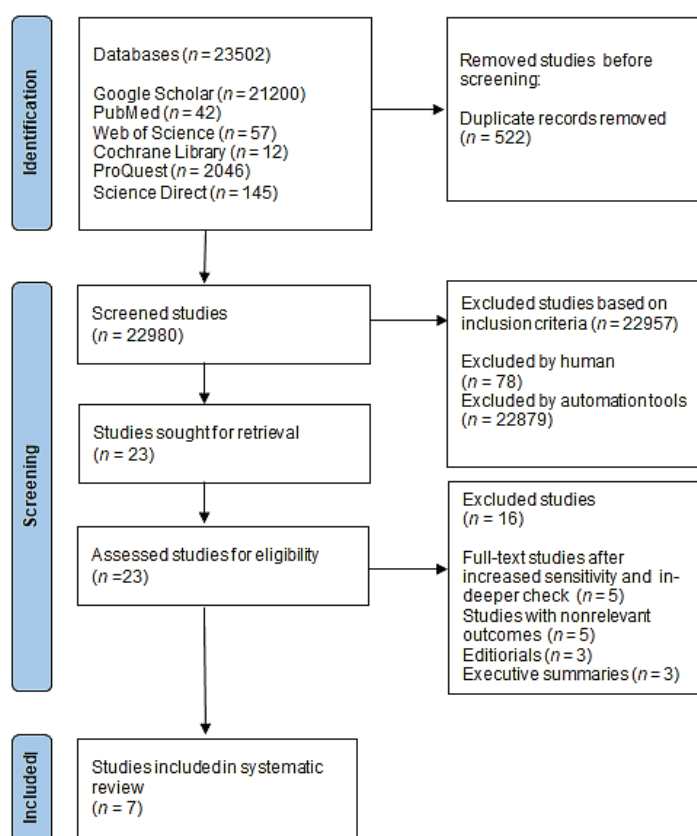 Identification
Databases (n = 23502)
Google Scholar (n = 21200)
PubMed (n = 42)
Web of Science (n = 57)
Cochrane Library (n = 12)
ProQuest (n = 2046)
Science Direct (n = 145)
Removed studies before
screening:
Duplicate records removed
(n = 522)
Screening
Screened studies
(n = 22980)
Excluded studies based on
inclusion criteria (n = 22957)
Excluded by human
(n = 78)
Excluded by automation tools
(n = 22879)
Studies sought for retrieval
(n = 23)
Assessed studies for eligibility
(n =23)
Excluded studies
(n = 16)
Full-text studies after
increased sensitivity and in-
deeper check (n = 5)
Studies with nonrelevant
outcomes (n = 5)
Editiorials (n = 3)
Executive summaries (n = 3)
Included
Studies included in systematic
review
(n = 7)